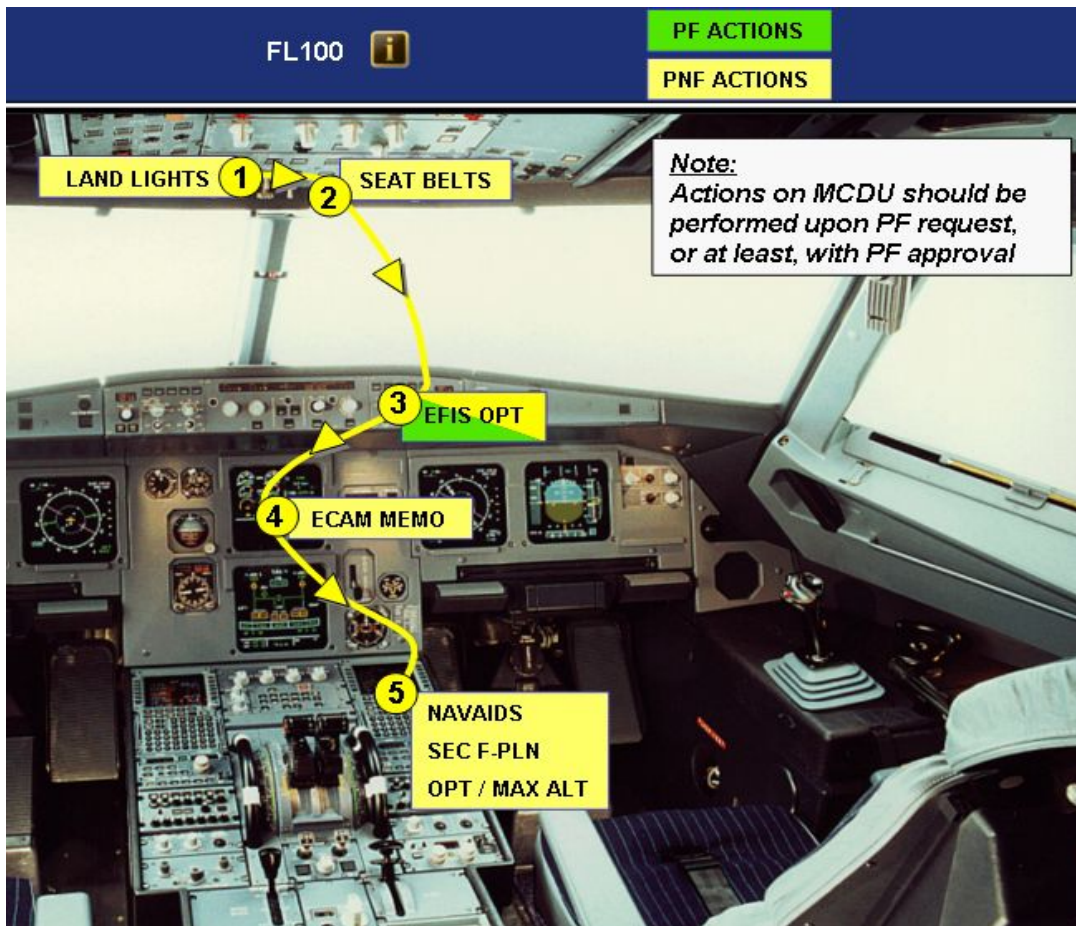 FL100 i
PF ACTIONS
PNF ACTIONS
LAND LIGHTS 1
2 SEAT BELTS
Note:
Actions on MCDU should be
performed upon PF request,
or at least, with PF approval
3 EFIS OPT
4 ECAM MEMO
5
NAVAIDS
SEC F-PLN
OPT / MAX ALT